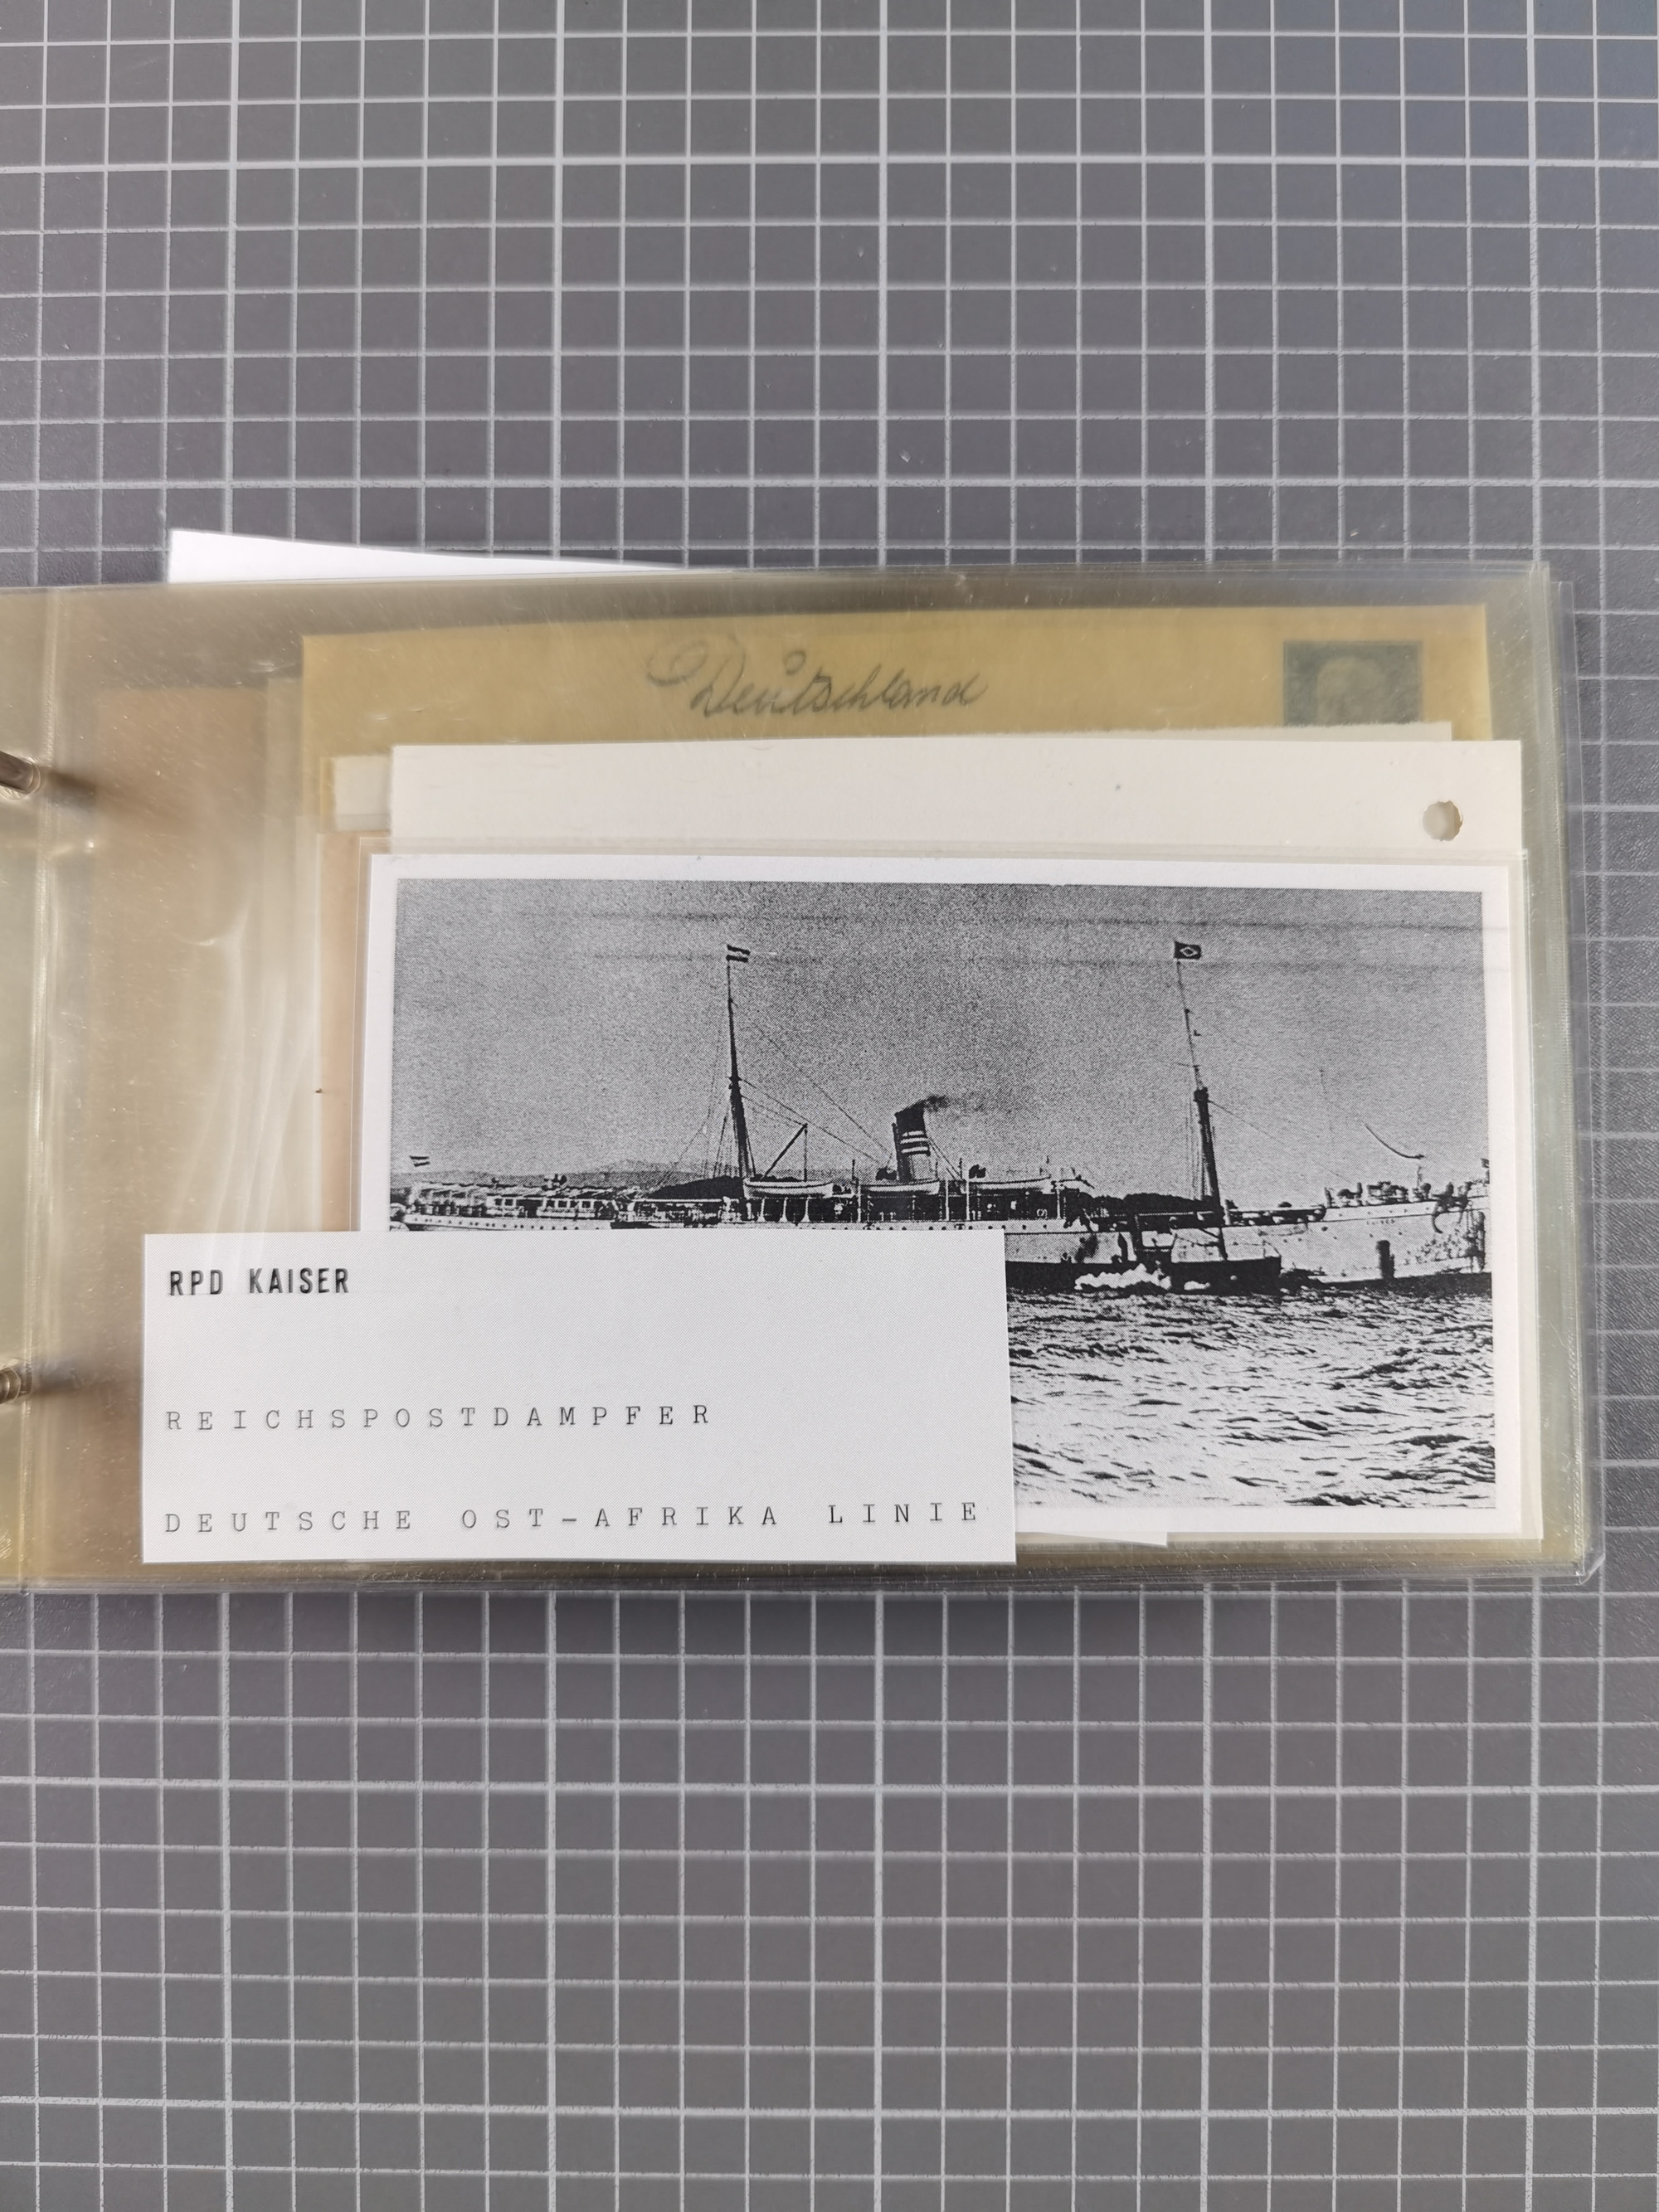 Deutschland
RPD KAISER
REICHSPOSTDAMPFER
DEUTSCHE OST-AFRIKA LINIE